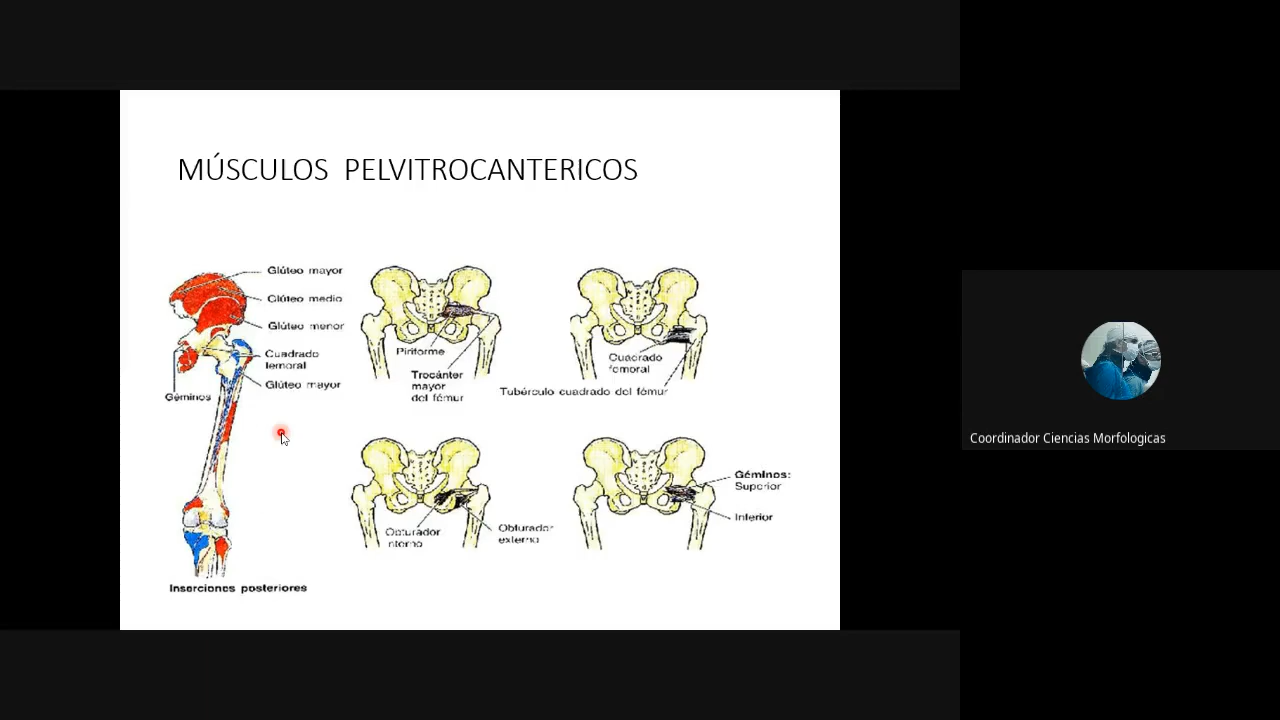 MÚSCULOS PELVITROCANTERICOS
Glúteo mayor
Glúteo medio
Glúteo menor
Cuadrado
femoral
Glúteo mayor
Géminos
Inserciones posteriores
Piriforme
Trocánter
mayor
del fémur
Cuadrado
femoral
Tubérculo cuadrado del fémur
Obturador
nterno
Obturador
externo
Géminos:
Superior
Inferior
Coordinador Ciencias Morfologicas